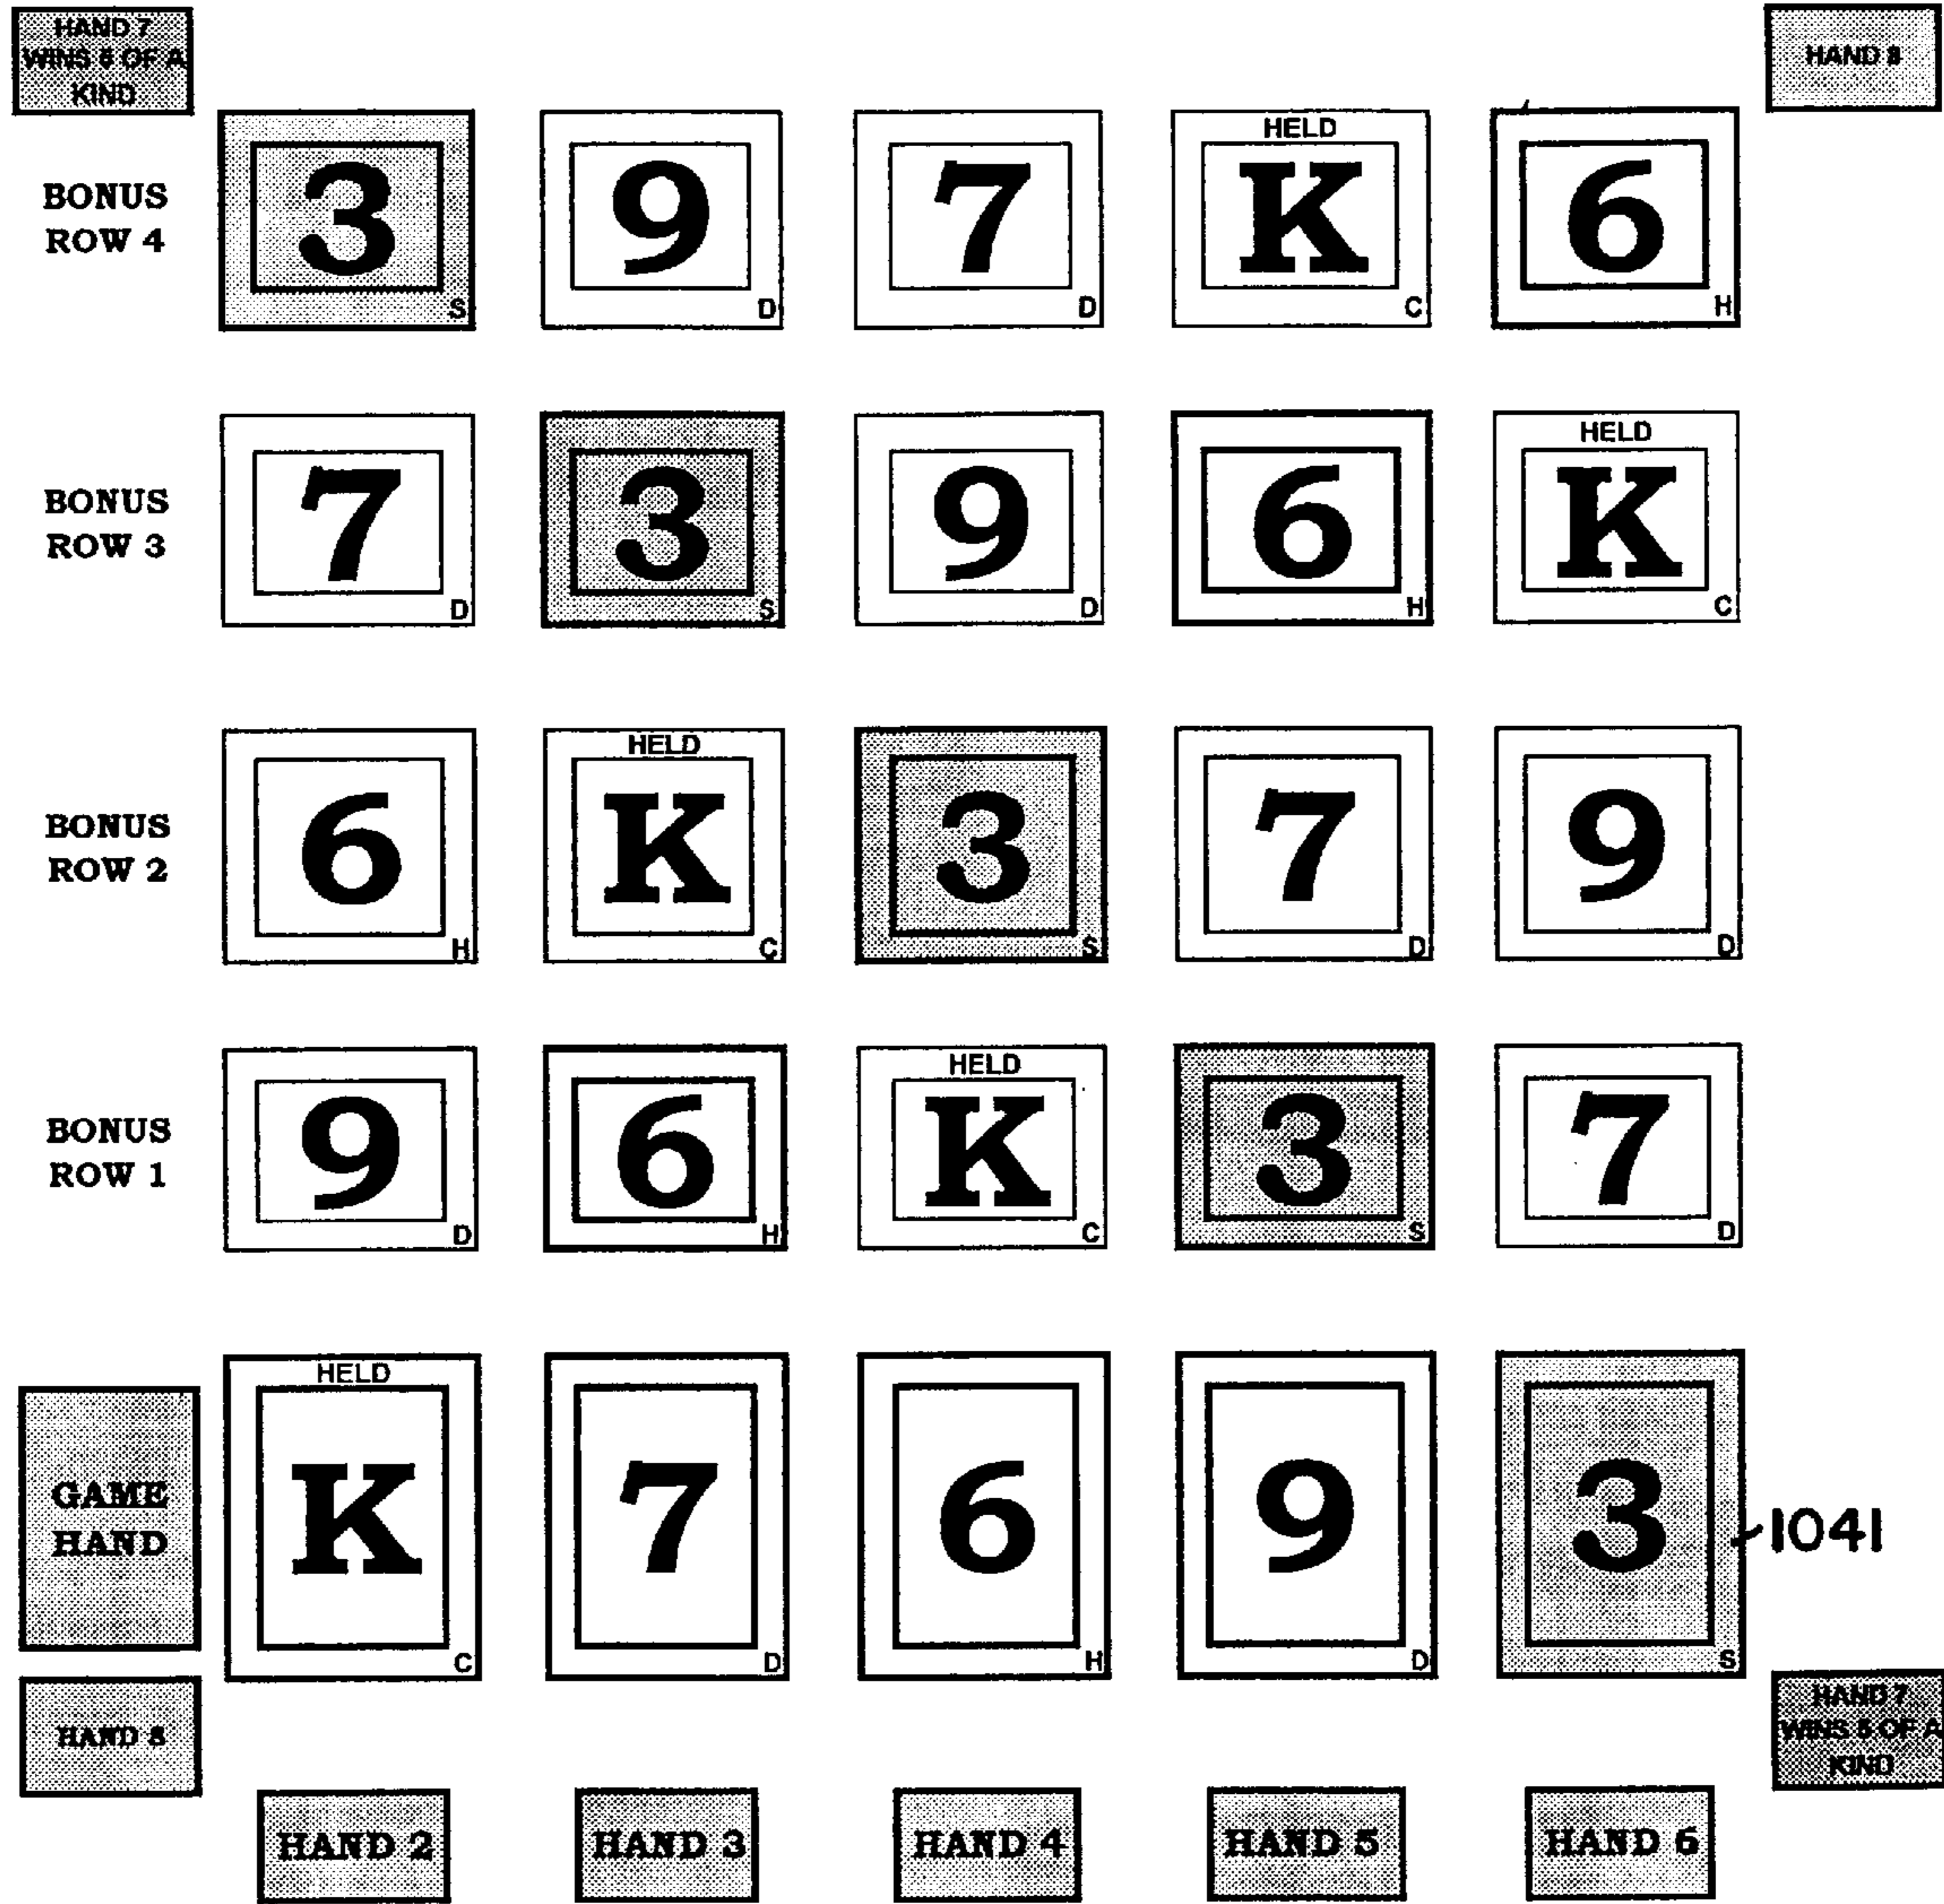 HAND 7
WINS 5 OF A
KIND
HAND 8
BONUS
ROW 4
3
S
9
D
7
D
HELD
K
C
6
H
BONUS
ROW 3
7
D
3
S
9
D
6
H
HELD
K
C
BONUS
ROW 2
6
H
HELD
K
C
3
S
7
D
9
D
BONUS
ROW 1
9
D
6
H
HELD
K
C
3
S
7
D
GAME
HAND
HELD
K
C
7
D
6
H
9
D
3
S
1041
HAND 8
HAND 7
WINS 5 OF A
KIND
HAND 2
HAND 3
HAND 4
HAND 5
HAND 6